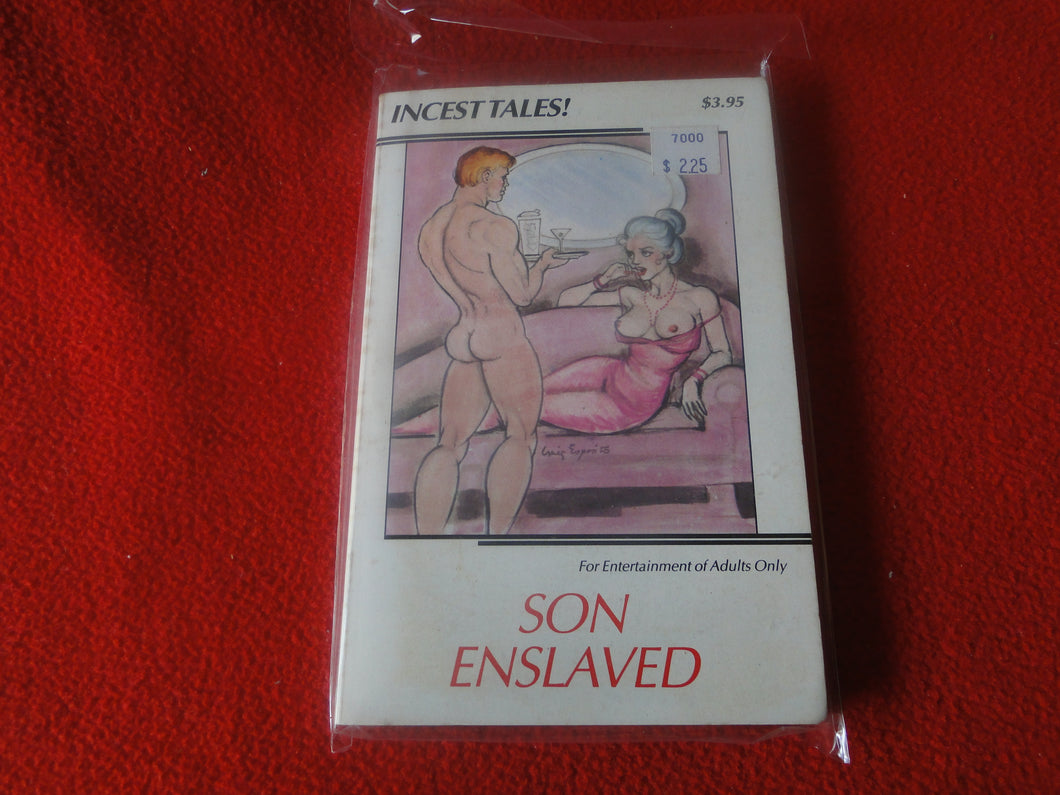 INCEST TALES!
$3.95
7000
$ 2.25
For Entertainment of Adults Only
SON
ENSLAVED